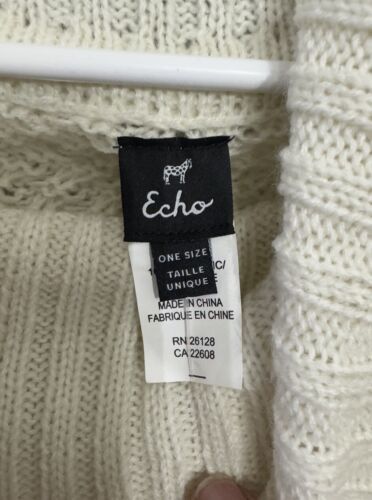 Echo
ONE SIZE
TAILLE
UNIQUE
MADE IN CHINA
FABRIQUE EN CHINE
RN 26128
CA 22608